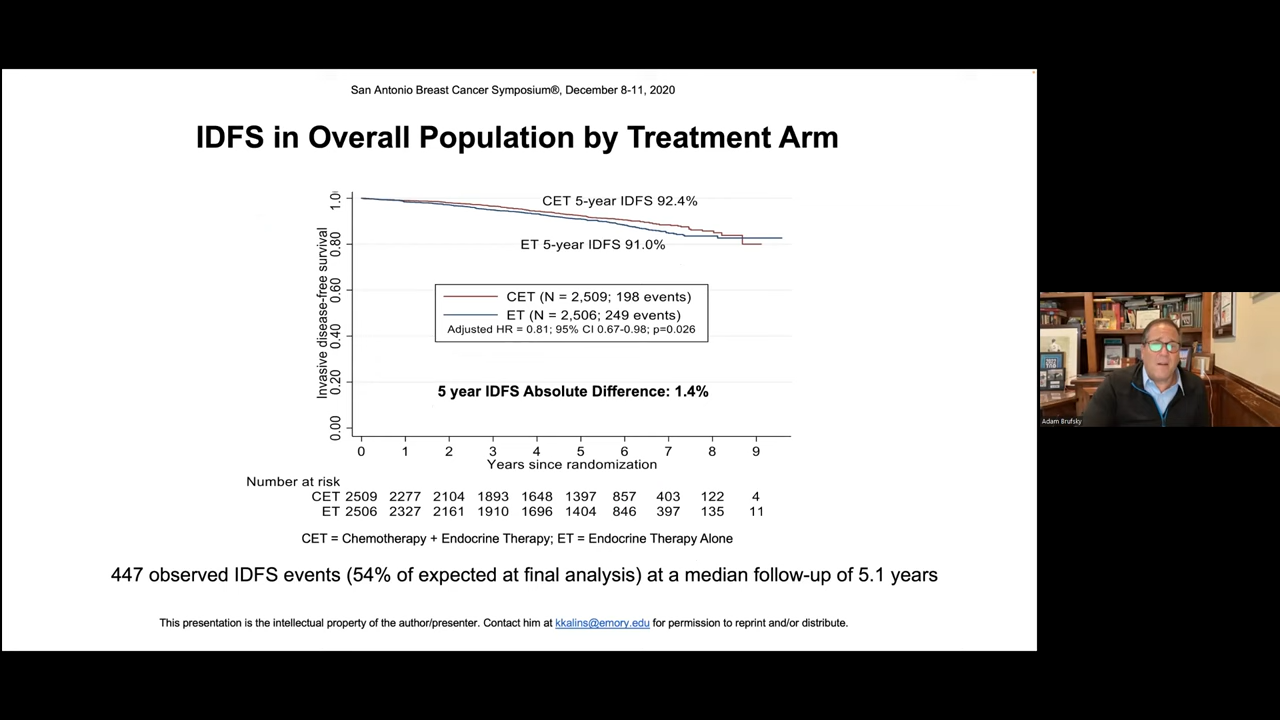 San Antonio Breast Cancer Symposium®, December 8-11, 2020
IDFS in Overall Population by Treatment Arm
Invasive disease-free survival
1.0
0.80
0.60
0.40
0.20
0.00
CET 5-year IDFS 92.4%
ET 5-year IDFS 91.0%
CET (N = 2,509; 198 events)
ET (N = 2,506; 249 events)
Adjusted HR = 0.81; 95% CI 0.67-0.98; p=0.026
5 year IDFS Absolute Difference: 1.4%
0 1 2 3 4 5 6 7 8 9
Years since randomization
Number at risk
CET 2509 2277 2104 1893 1648 1397 857 403 122 4
ET 2506 2327 2161 1910 1696 1404 846 397 135 11
CET = Chemotherapy + Endocrine Therapy; ET = Endocrine Therapy Alone
447 observed IDFS events (54% of expected at final analysis) at a median follow-up of 5.1 years
This presentation is the intellectual property of the author/presenter. Contact him at kkalins@emory.edu for permission to reprint and/or distribute.
Adam Brufsky